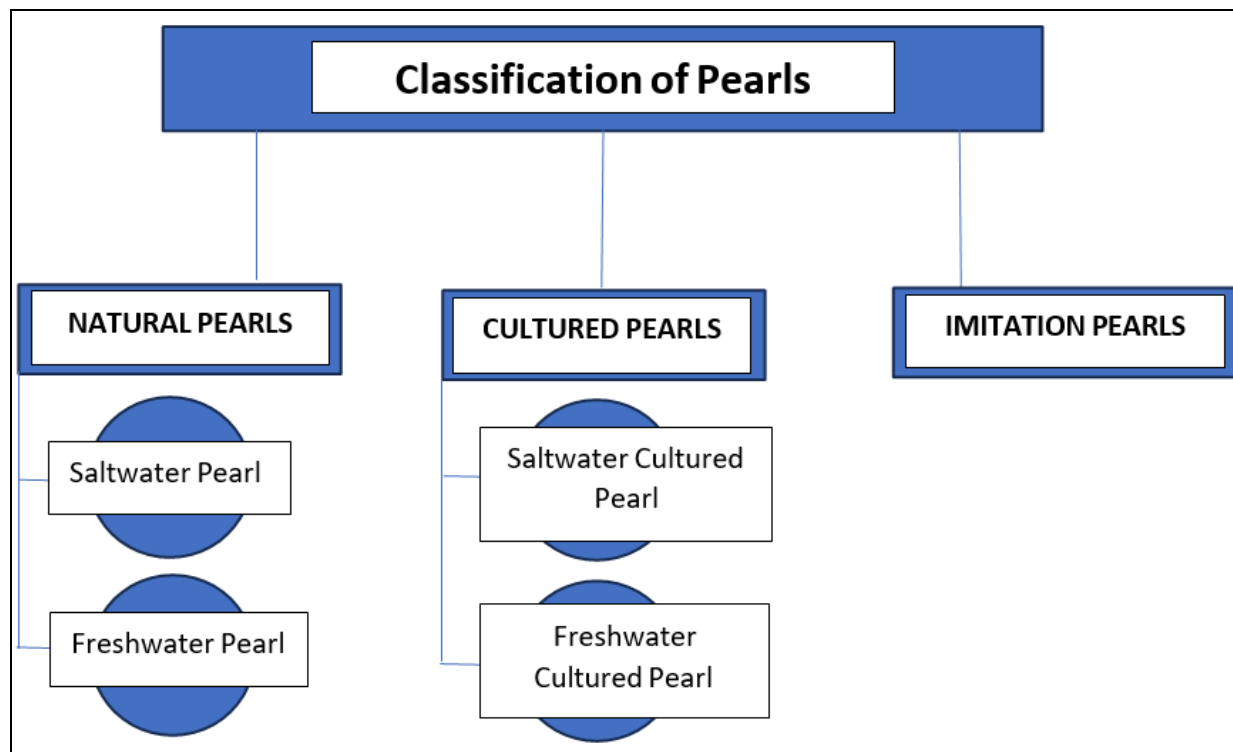 Classification of Pearls
NATURAL PEARLS
CULTURED PEARLS
IMITATION PEARLS
Saltwater Pearl
Saltwater Cultured
Pearl
Freshwater Pearl
Freshwater
Cultured Pearl